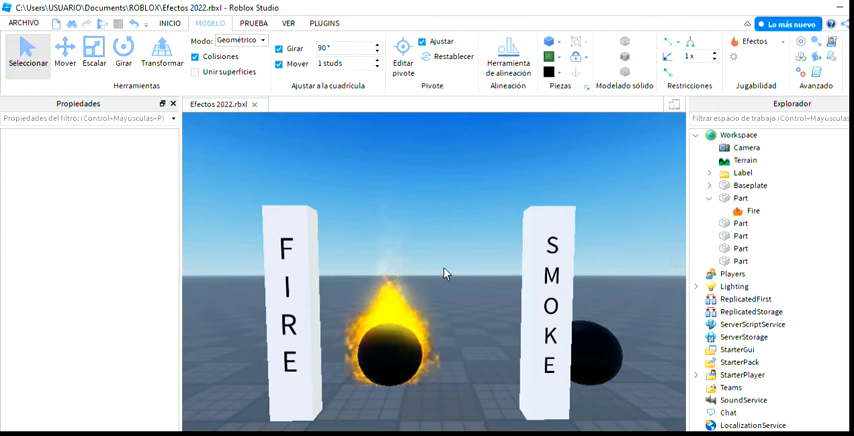 C:\Users\USUARIO\Documents\ROBLOX\Efectos 2022.rbxl - Roblox Studio
ARCHIVO INICIO MODELO PRUEBA VER PLUGINS
Lo más nuevo
Seleccionar Mover Escalar Girar Transformar
Modo: Geométrico
Colisiones
Unir superficies
Herramientas
Girar 90°
Mover 1 studs
Ajustar a la cuadrícula
Editar pivote
Ajustar
Restablecer
Pivote
Herramienta de alineación
Alineación
Piezas
Modelado sólido
1 x
Restricciones
Efectos
Jugabilidad
Avanzado
Propiedades
Propiedades del filtro: (Control+Mayúsculas+P)
Efectos 2022.rbxl
FIRE
SMOKE
Explorador
Filtrar espacio de trabajo (Control+Mayúsculas
Workspace
Camera
Terrain
Label
Baseplate
Part
Fire
Part
Part
Part
Part
Players
Lighting
ReplicatedFirst
ReplicatedStorage
ServerScriptService
ServerStorage
StarterGui
StarterPack
StarterPlayer
Teams
SoundService
Chat
LocalizationService